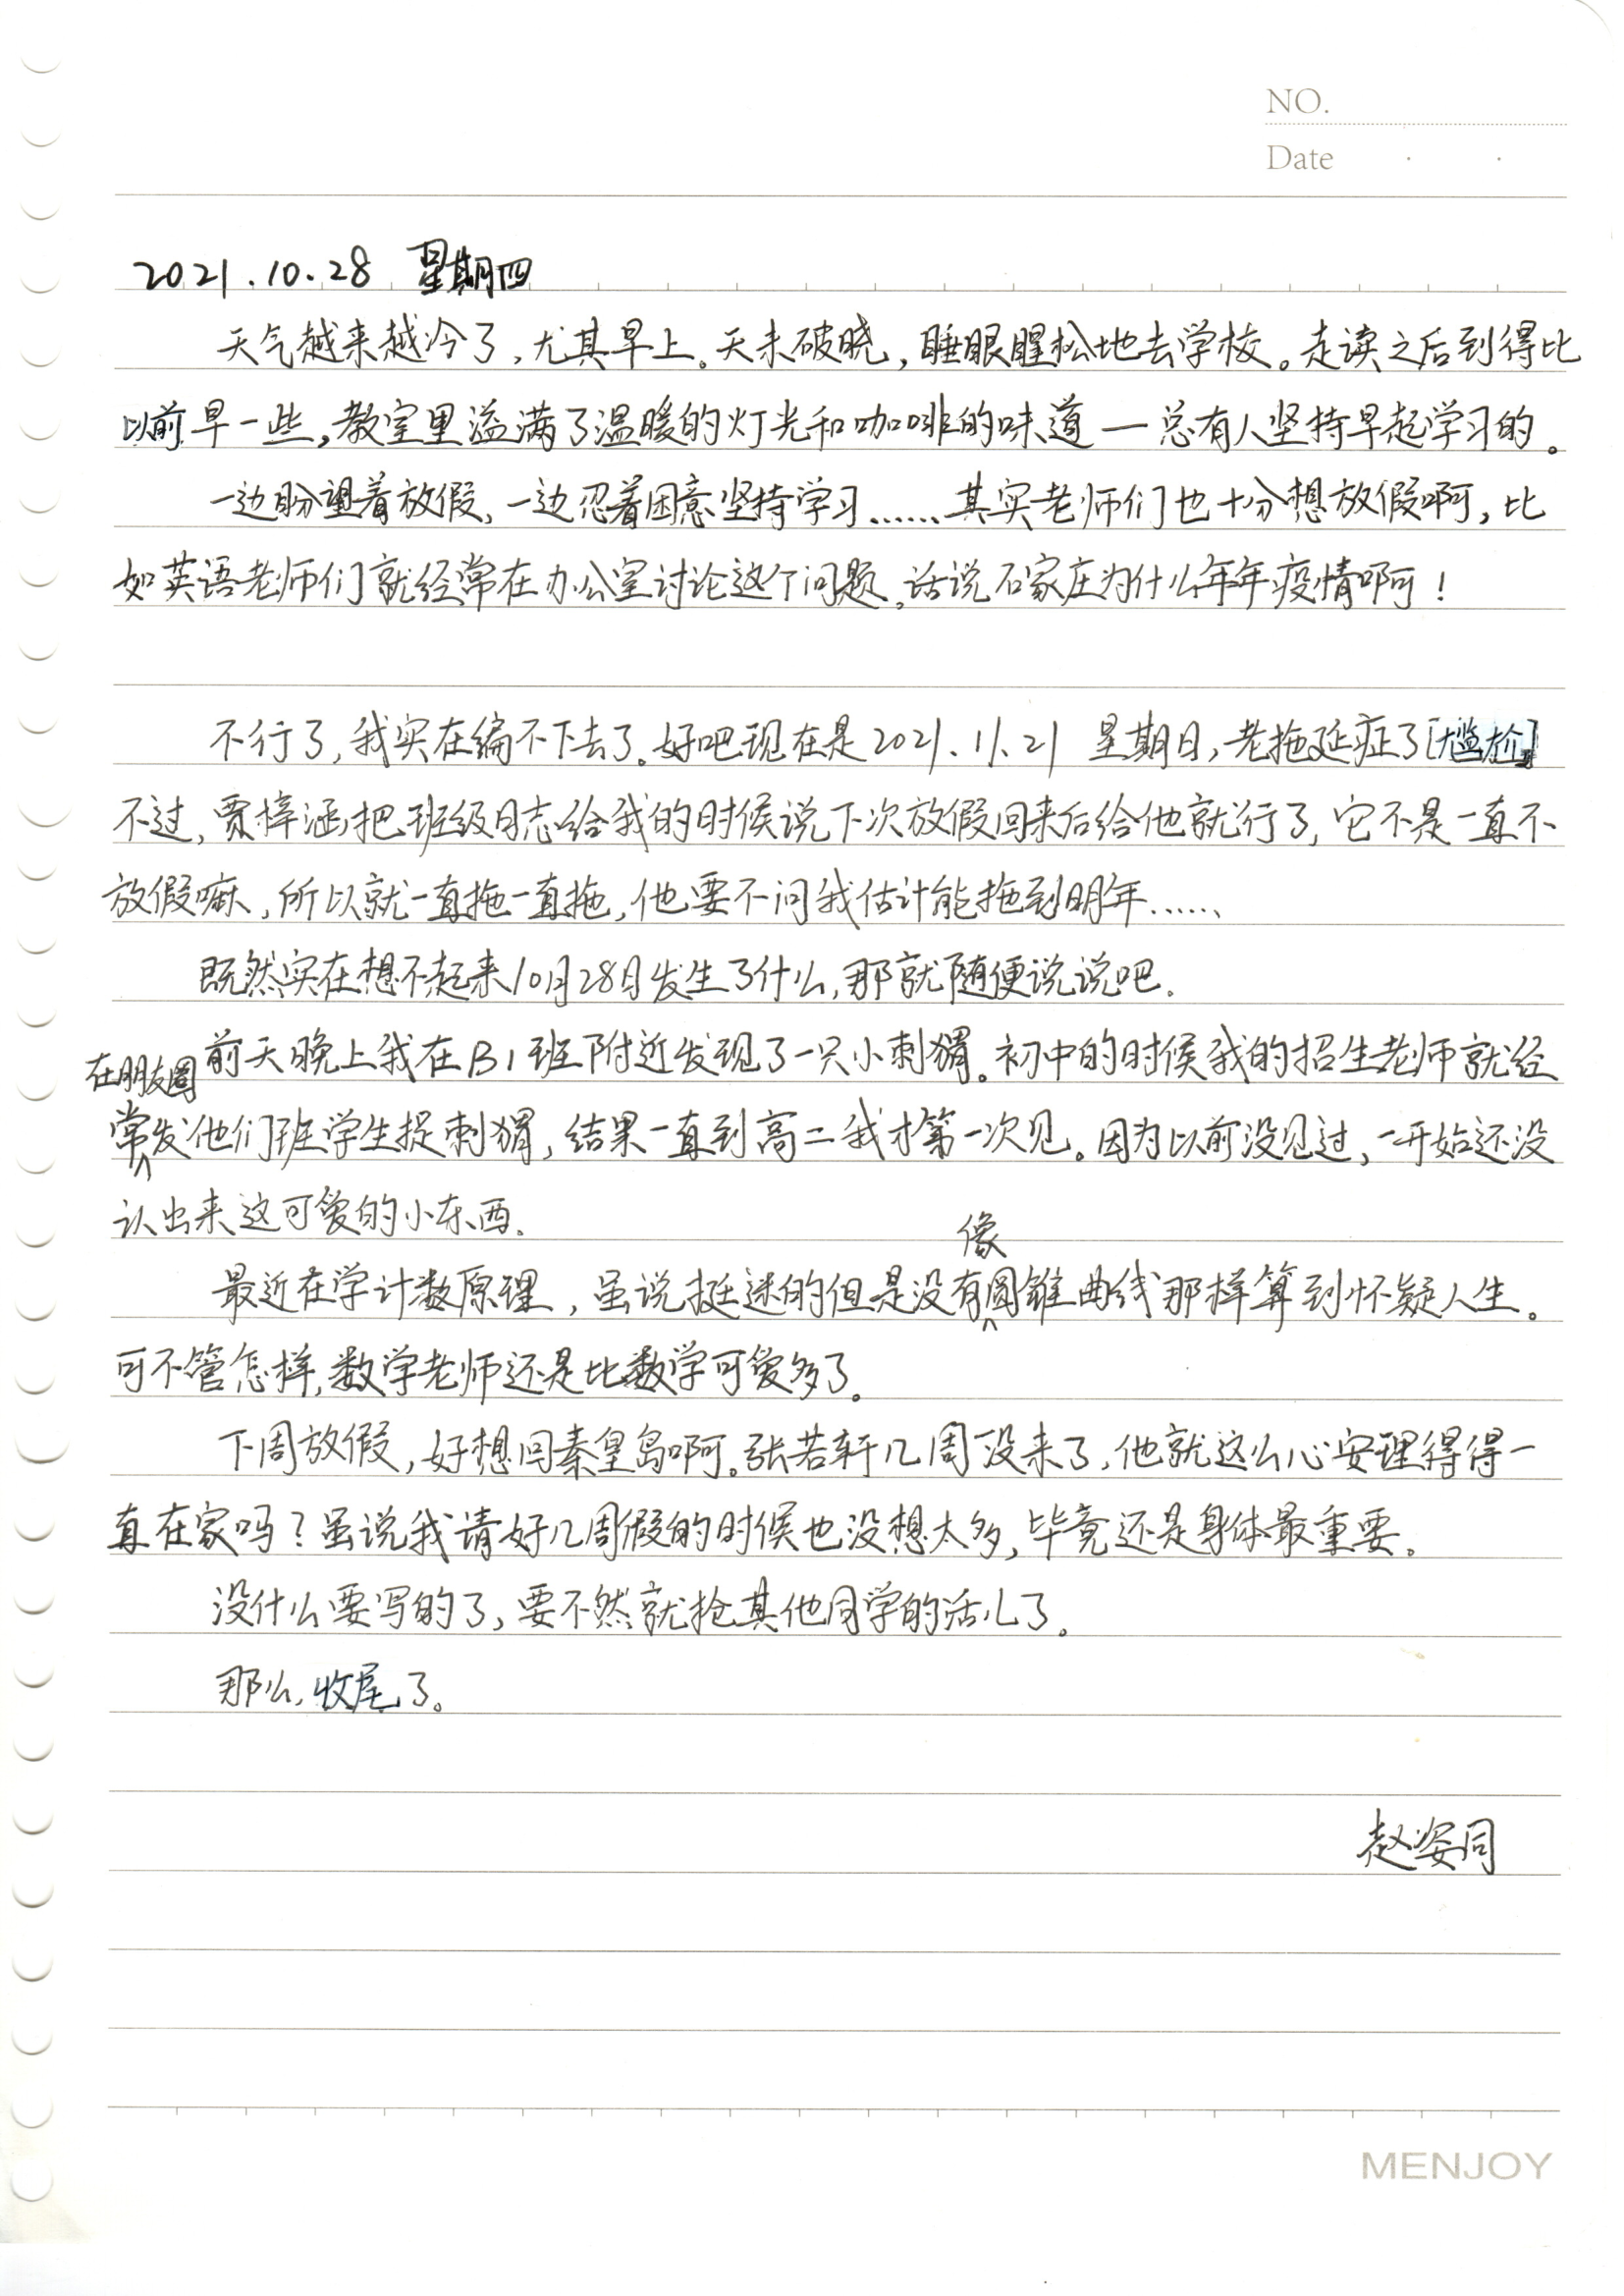 NO.
Date
2021.10.28 星期四
天气越来越冷了，尤其早上。天未破晓，睡眼腥松地去学校。走读之后到得比
以前早一些，教室里溢满了温暖的灯光和咖啡的味道—总有人坚持早起学习的。
一边盼望着放假，一边忍着困意坚持学习……其实老师们也十分想放假啊，比
如英语老师们就经常在办公室讨论这个问题。话说石家庄为什么年年疫情啊！
不行了，我实在编不下去了。好吧现在是2021.11.21 星期日，老拖延症了[尴尬]
不过，贾梓涵把班级日志给我的时候说下次放假回来后给他就行了，它不是一直不
放假嘛，所以就一直拖一直拖，他要不问我估计能拖到明年……
既然实在想不起来10月28日发生了什么，那就随便说说吧.
前天晚上我在B1班附近发现了一只小刺猬。初中的时候我的招生老师就经
常在朋友圈发他们班学生捉刺猬，结果一直到高二我才第一次见。因为以前没见过，一开始还没
认出来这可爱的小东西.
最近在学计数原理，虽说挺迷的但是没有像圆锥曲线那样算到怀疑人生。
可不管怎样，数学老师还是比数学可爱多了。
下周放假，好想回秦皇岛啊。张若轩几周没来了，他就这么心安理得得一
直在家吗？虽说我请好几周假的时候也没想太多，毕竟还是身体最重要。
没什么要写的了，要不然就抢其他同学的活儿了。
那么，收尾了。
赵姿同
MENJOY